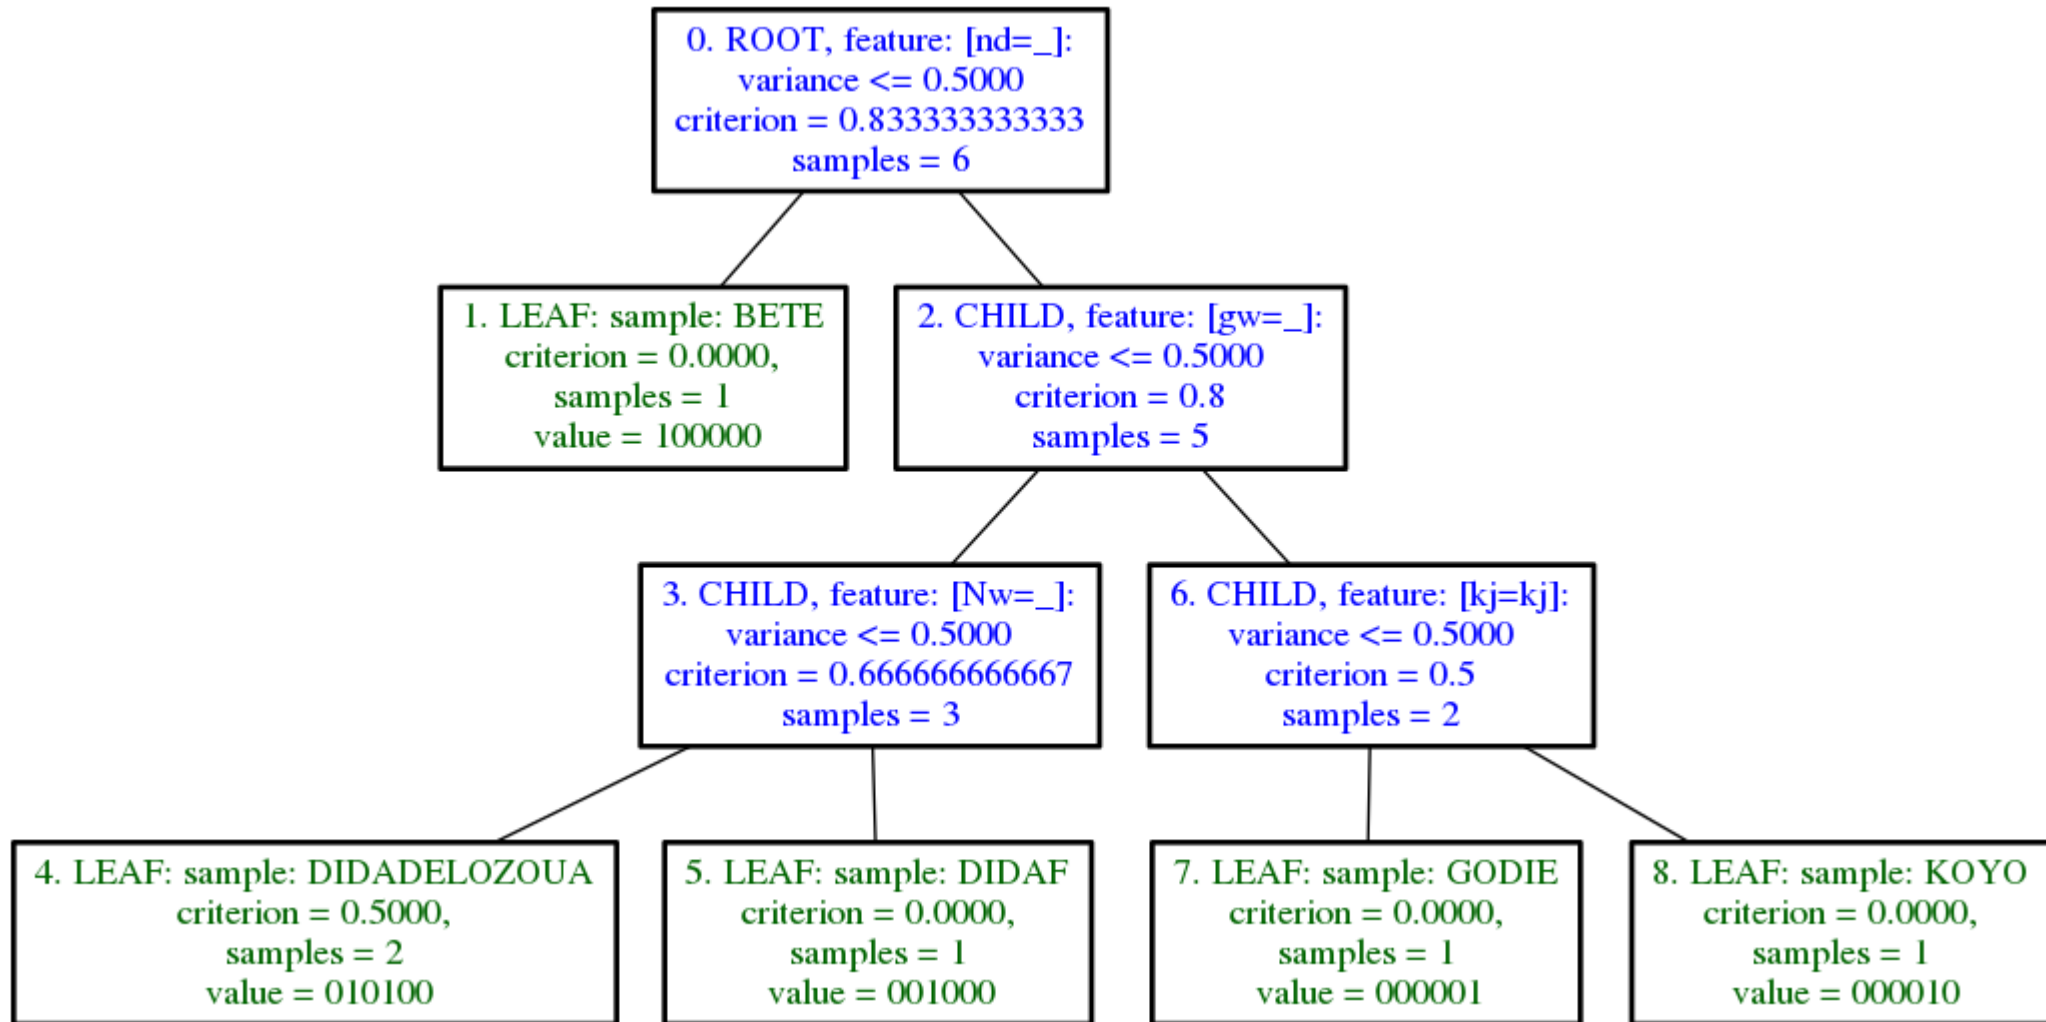 0. ROOT, feature: [nd=_]:
variance <= 0.5000
criterion = 0.833333333333
samples = 6
1. LEAF: sample: BETE
criterion = 0.0000,
samples = 1
value = 100000
2. CHILD, feature: [gw=_]:
variance <= 0.5000
criterion = 0.8
samples = 5
3. CHILD, feature: [Nw=_]:
variance <= 0.5000
criterion = 0.666666666667
samples = 3
6. CHILD, feature: [kj=kj]:
variance <= 0.5000
criterion = 0.5
samples = 2
4. LEAF: sample: DIDADELOZOUA
criterion = 0.5000,
samples = 2
value = 010100
5. LEAF: sample: DIDAF
criterion = 0.0000,
samples = 1
value = 001000
7. LEAF: sample: GODIE
criterion = 0.0000,
samples = 1
value = 000001
8. LEAF: sample: KOYO
criterion = 0.0000,
samples = 1
value = 000010